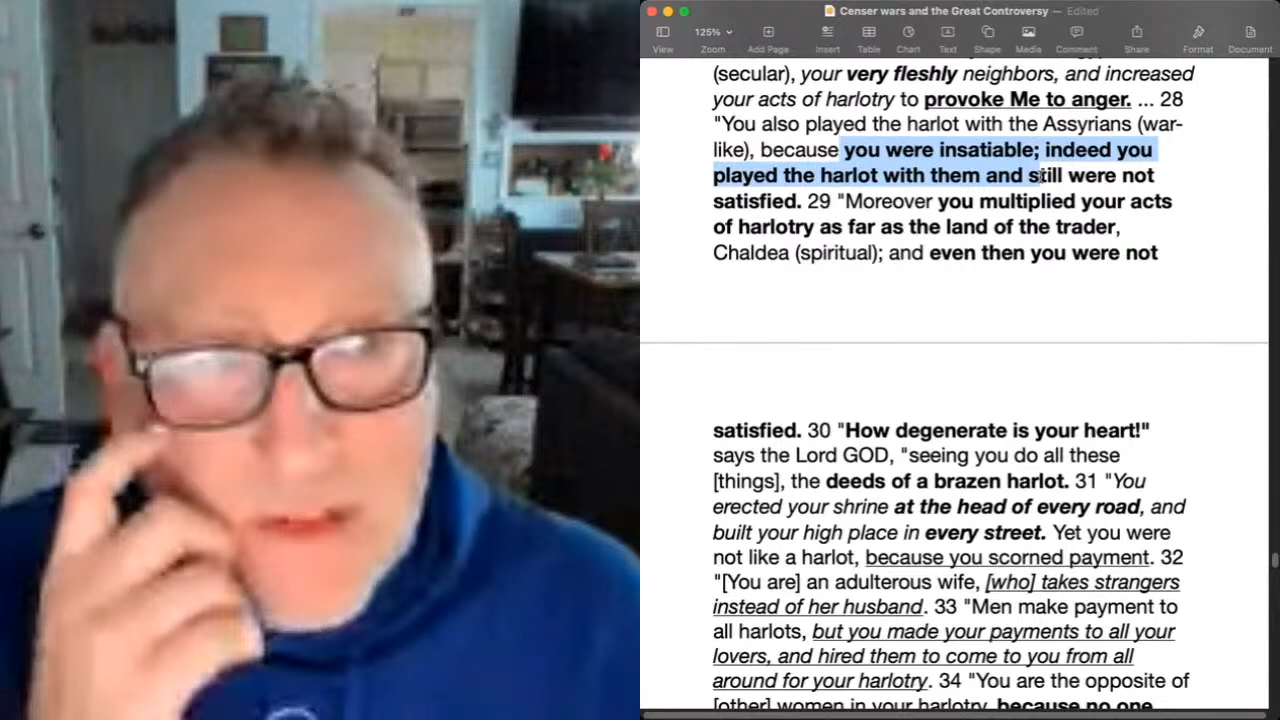 Censer wars and the Great Controversy — Edited
125%
View
Zoom
Add Page
Insert
Table
Chart
Text
Shape
Media
Comment
Share
Format
Document
(secular), your very fleshly neighbors, and increased
your acts of harlotry to provoke Me to anger. ... 28
"You also played the harlot with the Assyrians (war-
like), because you were insatiable; indeed you
played the harlot with them and still were not
satisfied. 29 "Moreover you multiplied your acts
of harlotry as far as the land of the trader,
Chaldea (spiritual); and even then you were not
satisfied. 30 "How degenerate is your heart!"
says the Lord GOD, "seeing you do all these
[things], the deeds of a brazen harlot. 31 "You
erected your shrine at the head of every road, and
built your high place in every street. Yet you were
not like a harlot, because you scorned payment. 32
"[You are] an adulterous wife, [who] takes strangers
instead of her husband. 33 "Men make payment to
all harlots, but you made your payments to all your
lovers, and hired them to come to you from all
around for your harlotry. 34 "You are the opposite of
[other] women in your harlotry, because no one